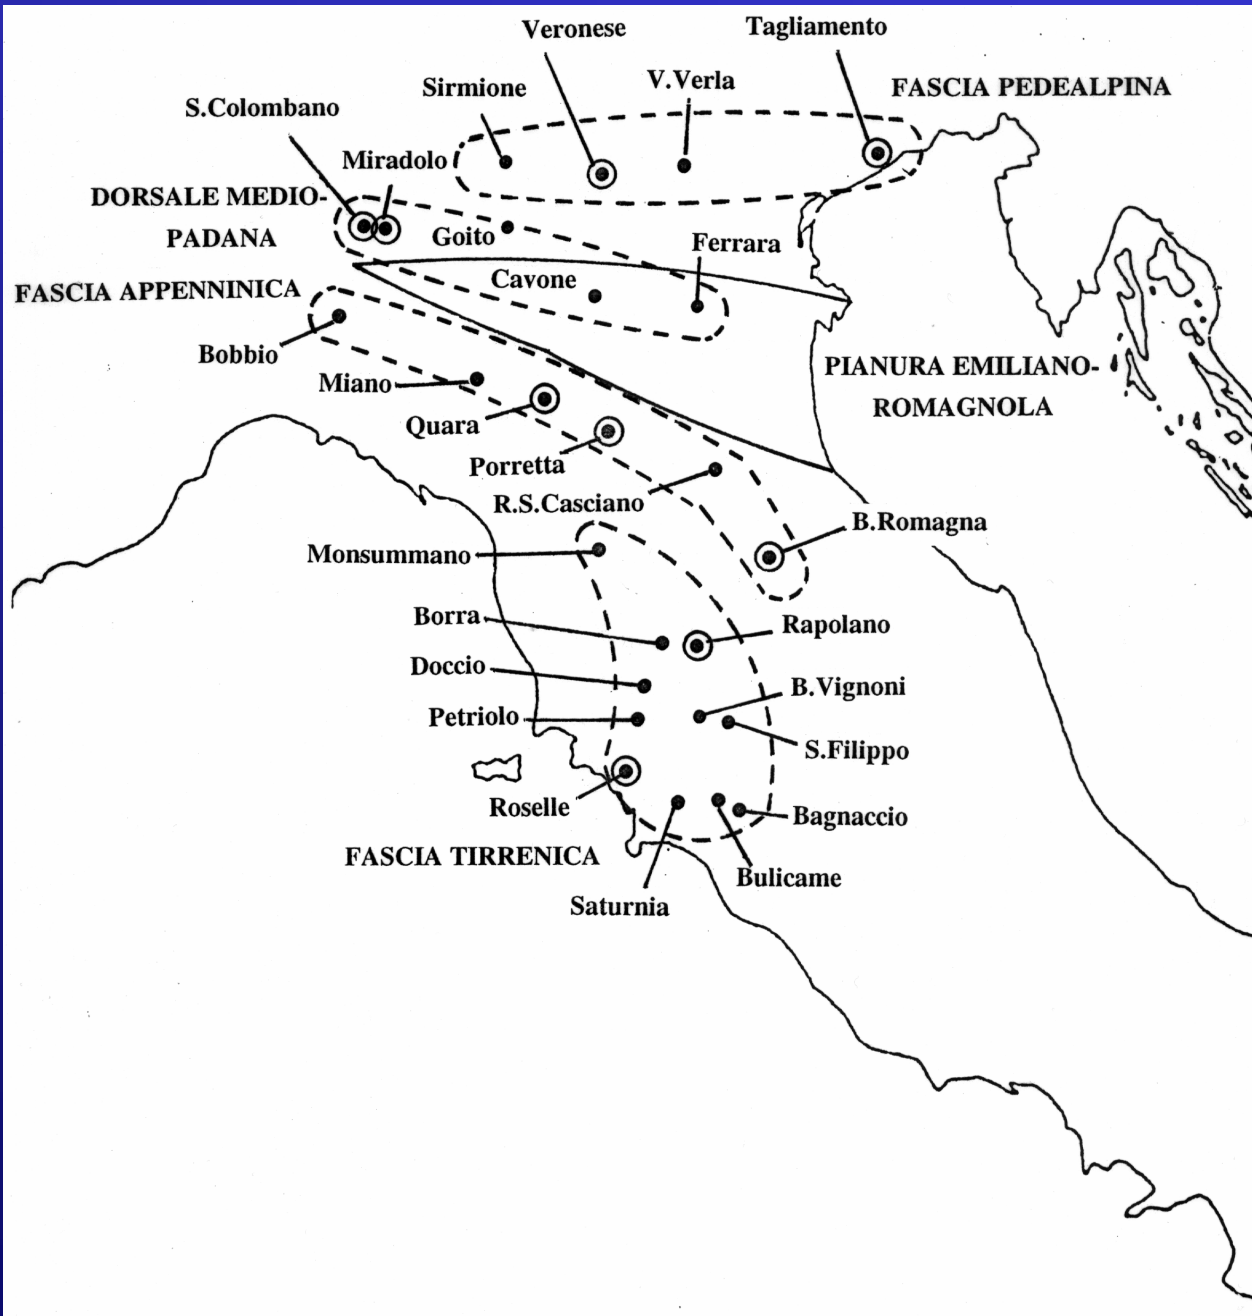 Veronese
Tagliamento
Sirmione
V.Verla
FASCIA PEDEALPINA
S.Colombano
Miradolo
DORSALE MEDIO-
PADANA
Goito
Ferrara
Cavone
FASCIA APPENNINICA
Bobbio
Miano
PIANURA EMILIANO-
ROMAGNOLA
Quara
Porretta
R.S.Casciano
B.Romagna
Monsummano
Borra
Rapolano
Doccio
B.Vignoni
Petriolo
S.Filippo
Roselle
Bagnaccio
FASCIA TIRRENICA
Bulicame
Saturnia